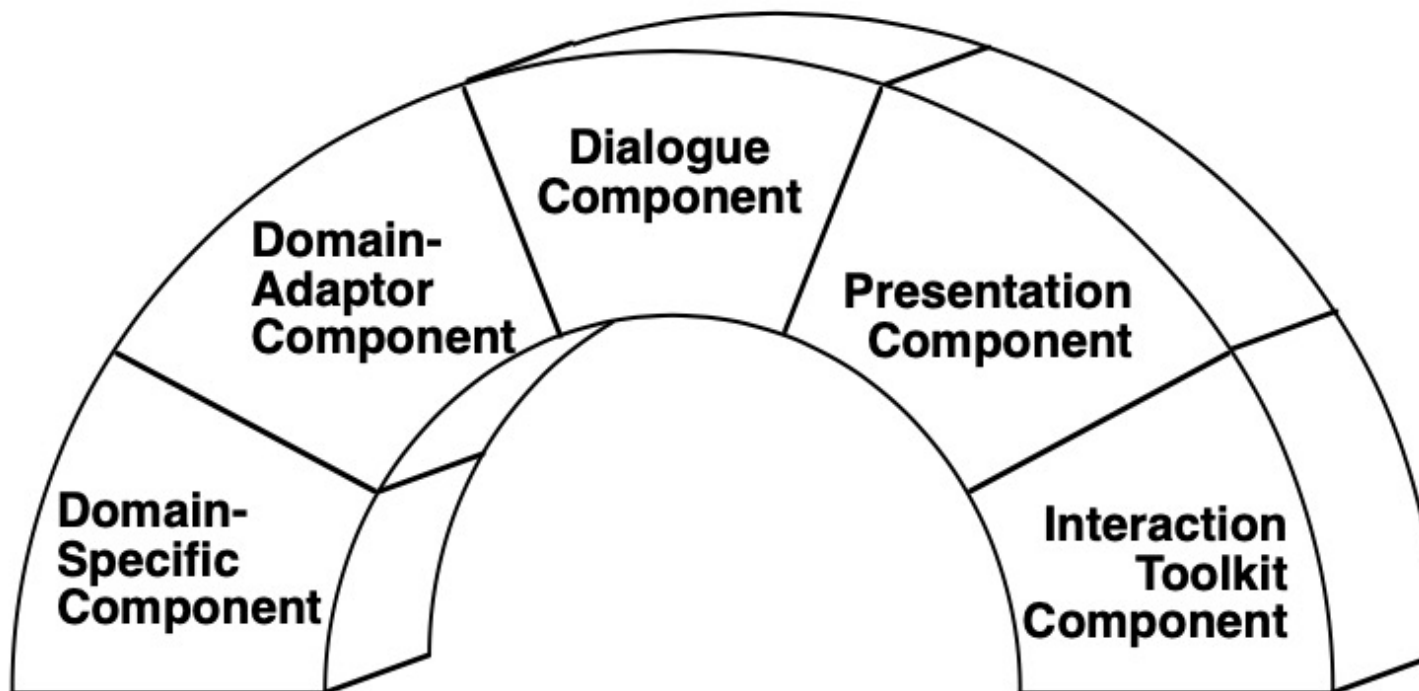 Dialogue
Component
Domain-
Adaptor
Component
Presentation
Component
Domain-
Specific
Component
Interaction
Toolkit
Component